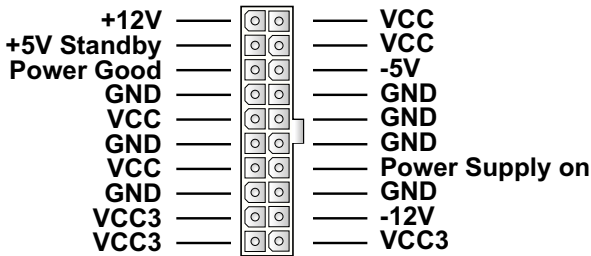 +12V VCC
+5V Standby VCC
Power Good -5V
GND GND
VCC GND
GND GND
VCC Power Supply on
GND GND
VCC3 -12V
VCC3 VCC3